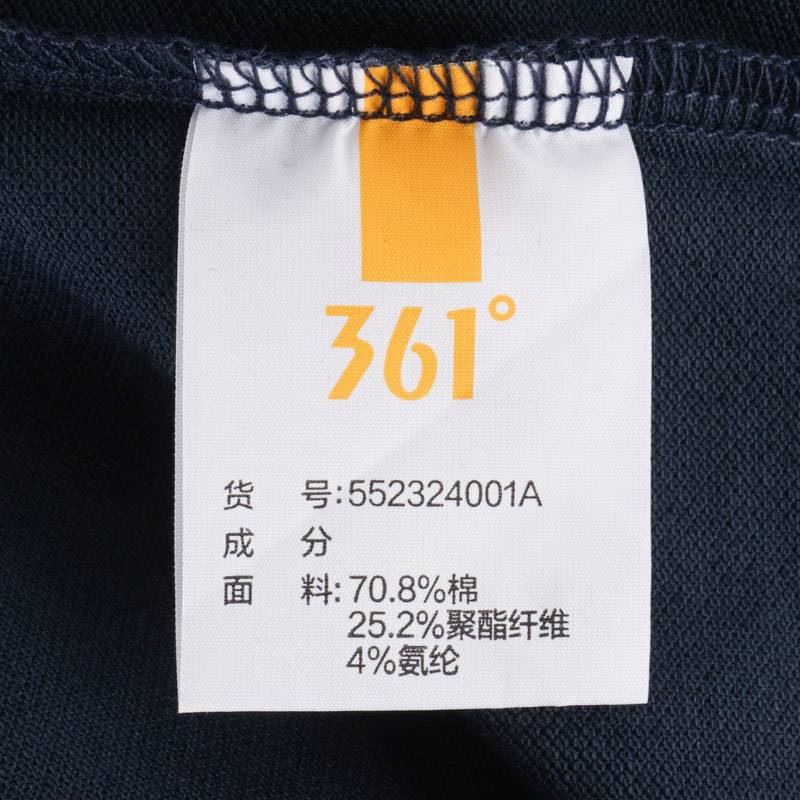 361°
货 号:552324001A
成 分
面 料:70.8%棉
25.2%聚酯纤维
4%氨纶